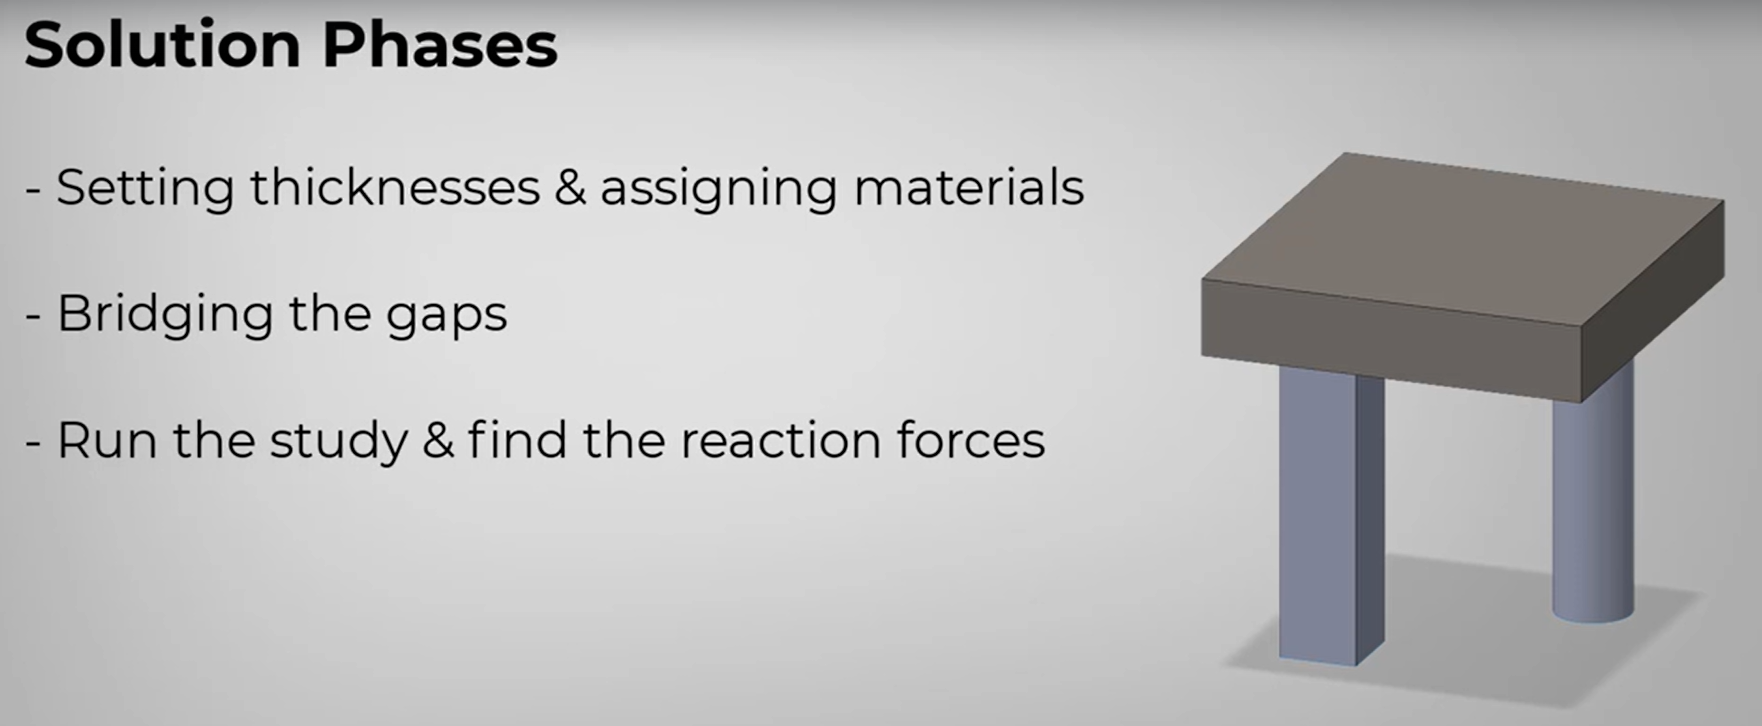 Solution Phases
- Setting thicknesses & assigning materials
- Bridging the gaps
- Run the study & find the reaction forces